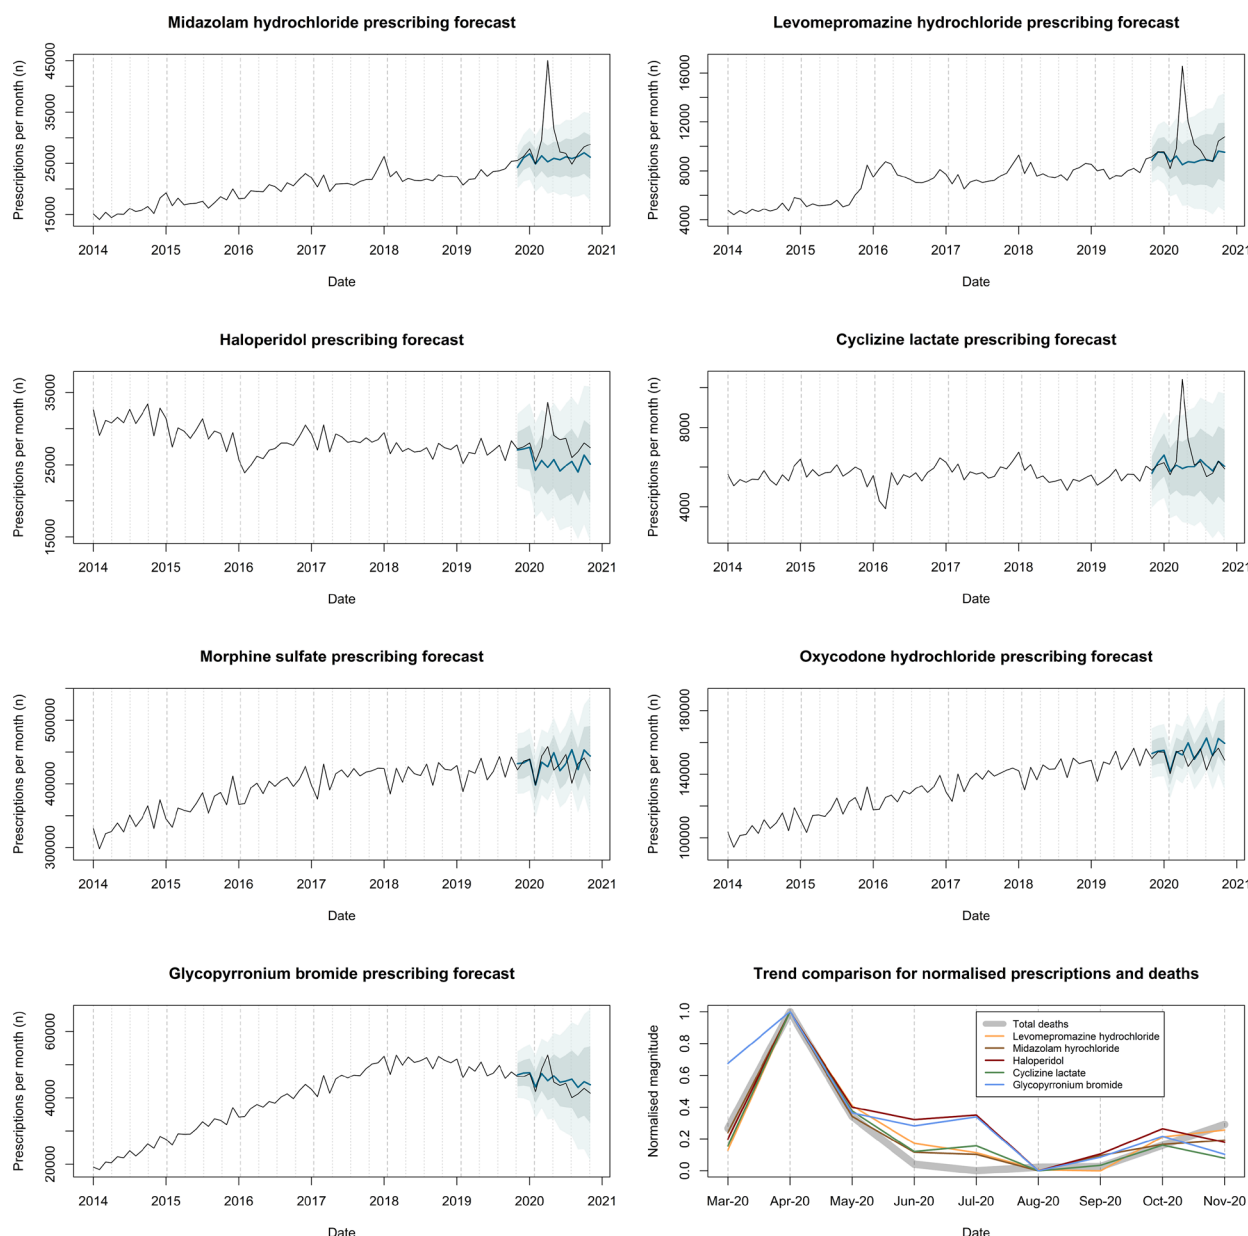 Midazolam hydrochloride prescribing forecast
Prescriptions per month (n)
45000
35000
25000
15000
2014 2015 2016 2017 2018 2019 2020 2021
Date
Levomepromazine hydrochloride prescribing forecast
Prescriptions per month (n)
16000
12000
8000
4000
2014 2015 2016 2017 2018 2019 2020 2021
Date
Haloperidol prescribing forecast
Prescriptions per month (n)
35000
25000
15000
2014 2015 2016 2017 2018 2019 2020 2021
Date
Cyclizine lactate prescribing forecast
Prescriptions per month (n)
8000
4000
2014 2015 2016 2017 2018 2019 2020 2021
Date
Morphine sulfate prescribing forecast
Prescriptions per month (n)
500000
400000
300000
2014 2015 2016 2017 2018 2019 2020 2021
Date
Oxycodone hydrochloride prescribing forecast
Prescriptions per month (n)
180000
140000
100000
2014 2015 2016 2017 2018 2019 2020 2021
Date
Glycopyrronium bromide prescribing forecast
Prescriptions per month (n)
60000
40000
20000
2014 2015 2016 2017 2018 2019 2020 2021
Date
Trend comparison for normalised prescriptions and deaths
Normalised magnitude
1.0
0.8
0.6
0.4
0.2
0.0
Total deaths
Levomepromazine hydrochloride
Midazolam hyrochloride
Haloperidol
Cyclizine lactate
Glycopyrronium bromide
Mar-20 Apr-20 May-20 Jun-20 Jul-20 Aug-20 Sep-20 Oct-20 Nov-20
Date